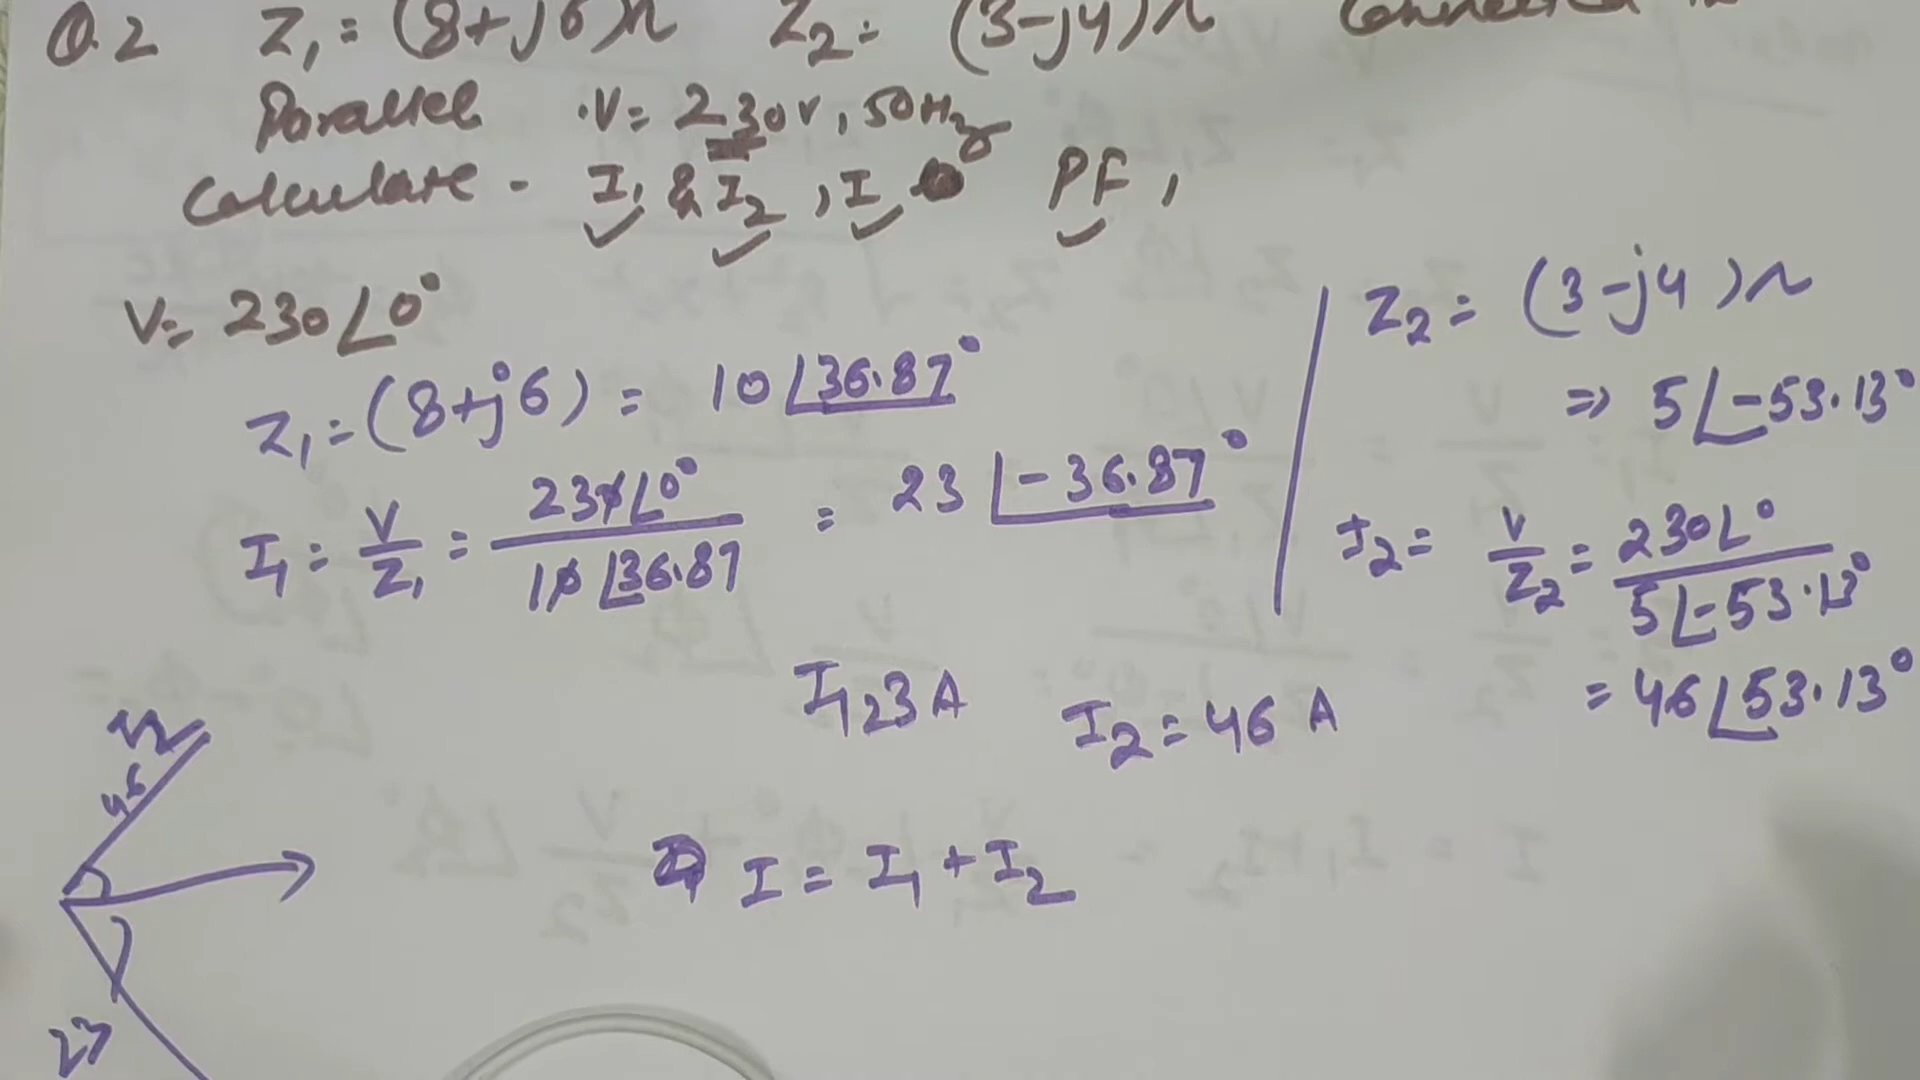 Q.2 Z₁ = (8+j6)Ω Z₂ = (3-j4)Ω Connected in
Parallel .V= 230V, 50Hz
Calculate - I₁ & I₂, I PF,
V= 230∠0°
Z₁ = (8+j6) = 10∠36.87°
I₁ = V/Z₁ = 230∠0°/10∠36.87 = 23∠-36.87°
Z₂ = (3-j4)Ω
⇒ 5∠-53.13°
I₂ = V/Z₂ = 230∠0°/5∠-53.13°
= 46∠53.13°
I₁ 23A I₂ = 46 A
46
23
I = I₁ + I₂